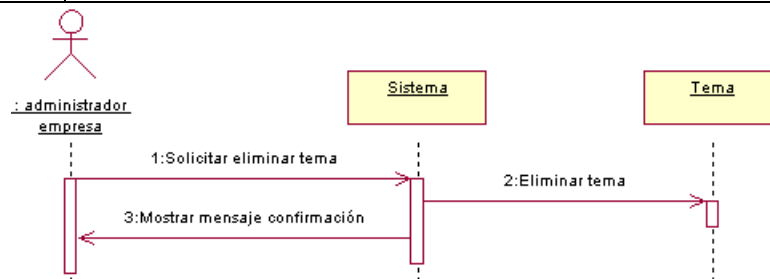 : administrador
empresa
Sistema
Tema
1:Solicitar eliminar tema
2:Eliminar tema
3:Mostrar mensaje confirmación